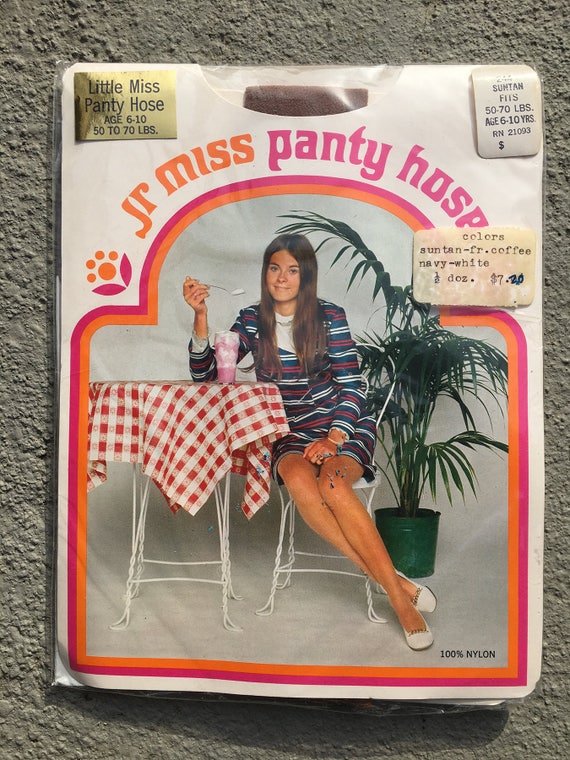 Little Miss
Panty Hose
AGE 6-10
50 TO 70 LBS.
SUNTAN
FITS
50-70 LBS.
AGE 6-10 YRS.
RN 21093
$
jr miss panty hose
colors
suntan-fr.coffee
navy-white
½ doz. $7.20
100% NYLON